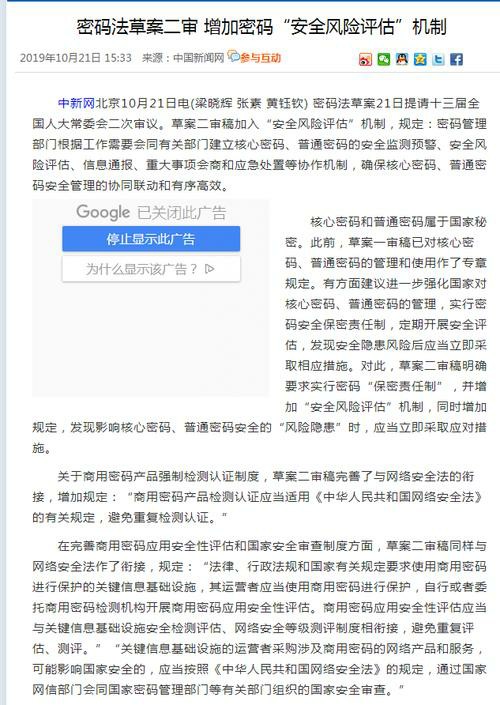 密码法草案二审 增加密码“安全风险评估”机制
2019年10月21日 15:33 来源：中国新闻网 参与互动
中新网北京10月21日电(梁晓辉 张素 黄钰钦) 密码法草案21日提请十三届全
国人大常委会二次审议。草案二审稿加入“安全风险评估”机制，规定：密码管理
部门根据工作需要会同有关部门建立核心密码、普通密码的安全监测预警、安全风
险评估、信息通报、重大事项会商和应急处置等协作机制，确保核心密码、普通密
码安全管理的协同联动和有序高效。
Google 已关闭此广告
停止显示此广告
为什么显示该广告？
核心密码和普通密码属于国家秘
密。此前，草案一审稿已对核心密
码、普通密码的管理和使用作了专章
规定。有方面建议进一步强化国家对
核心密码、普通密码的管理，实行密
码安全保密责任制，定期开展安全评
估，发现安全隐患风险后应当立即采
取相应措施。对此，草案二审稿明确
要求实行密码“保密责任制”，并增
加“安全风险评估”机制，同时增加
规定，发现影响核心密码、普通密码安全的“风险隐患”时，应当立即采取应对措
施。
关于商用密码产品强制检测认证制度，草案二审稿完善了与网络安全法的衔
接，增加规定：“商用密码产品检测认证应当适用《中华人民共和国网络安全法》
的有关规定，避免重复检测认证。”
在完善商用密码应用安全性评估和国家安全审查制度方面，草案二审稿同样与
网络安全法作了衔接，规定：“法律、行政法规和国家有关规定要求使用商用密码
进行保护的关键信息基础设施，其运营者应当使用商用密码进行保护，自行或者委
托商用密码检测机构开展商用密码应用安全性评估。商用密码应用安全性评估应当
与关键信息基础设施安全检测评估、网络安全等级测评制度相衔接，避免重复评
估、测评。”“关键信息基础设施的运营者采购涉及商用密码的网络产品和服务，
可能影响国家安全的，应当按照《中华人民共和国网络安全法》的规定，通过国家
网信部门会同国家密码管理部门等有关部门组织的国家安全审查。”